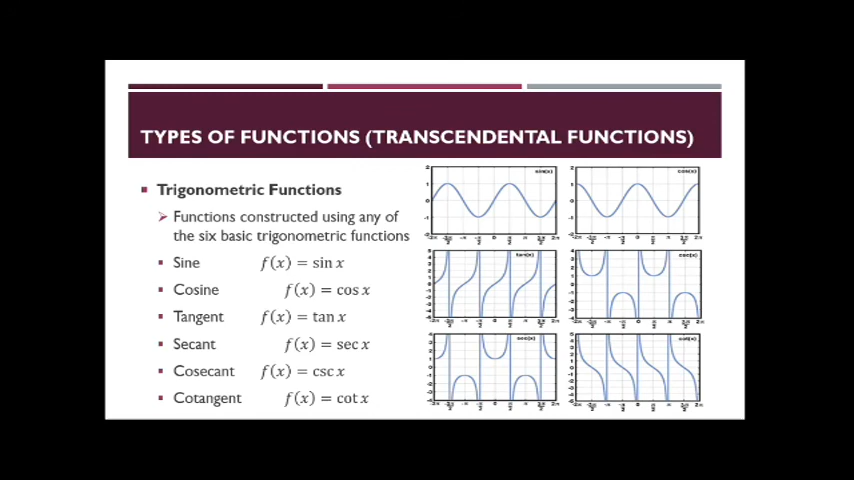 TYPES OF FUNCTIONS (TRANSCENDENTAL FUNCTIONS)
Trigonometric Functions
Functions constructed using any of
the six basic trigonometric functions
Sine f(x) = sin x
Cosine f(x) = cos x
Tangent f(x) = tan x
Secant f(x) = sec x
Cosecant f(x) = csc x
Cotangent f(x) = cot x
sin(x)
cos(x)
tan(x)
csc(x)
sec(x)
cot(x)